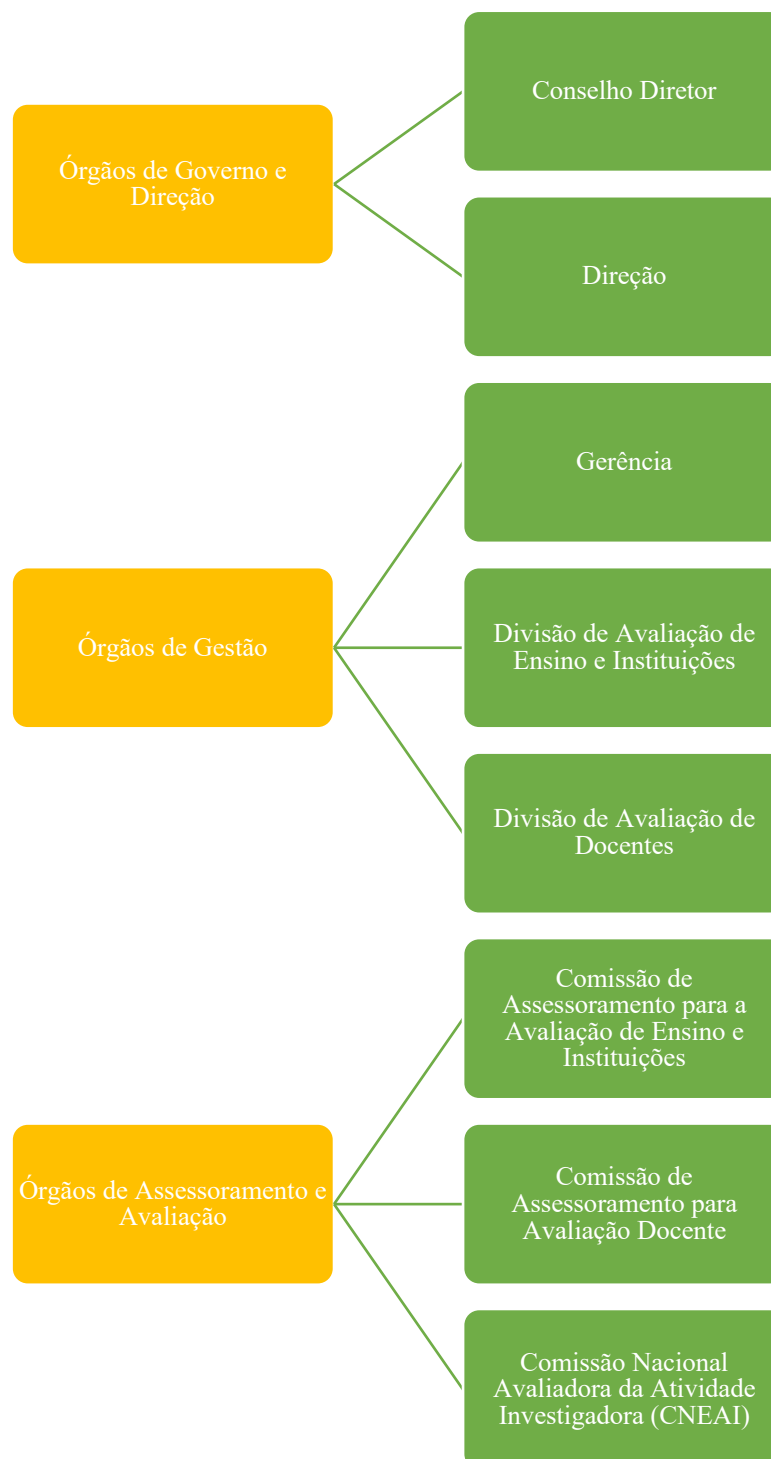 Órgãos de Governo e
Direção
Conselho Diretor
Direção
Órgãos de Gestão
Gerência
Divisão de Avaliação de
Ensino e Instituições
Divisão de Avaliação de
Docentes
Órgãos de Assessoramento e
Avaliação
Comissão de
Assessoramento para a
Avaliação de Ensino e
Instituições
Comissão de
Assessoramento para
Avaliação Docente
Comissão Nacional
Avaliadora da Atividade
Investigadora (CNEAI)